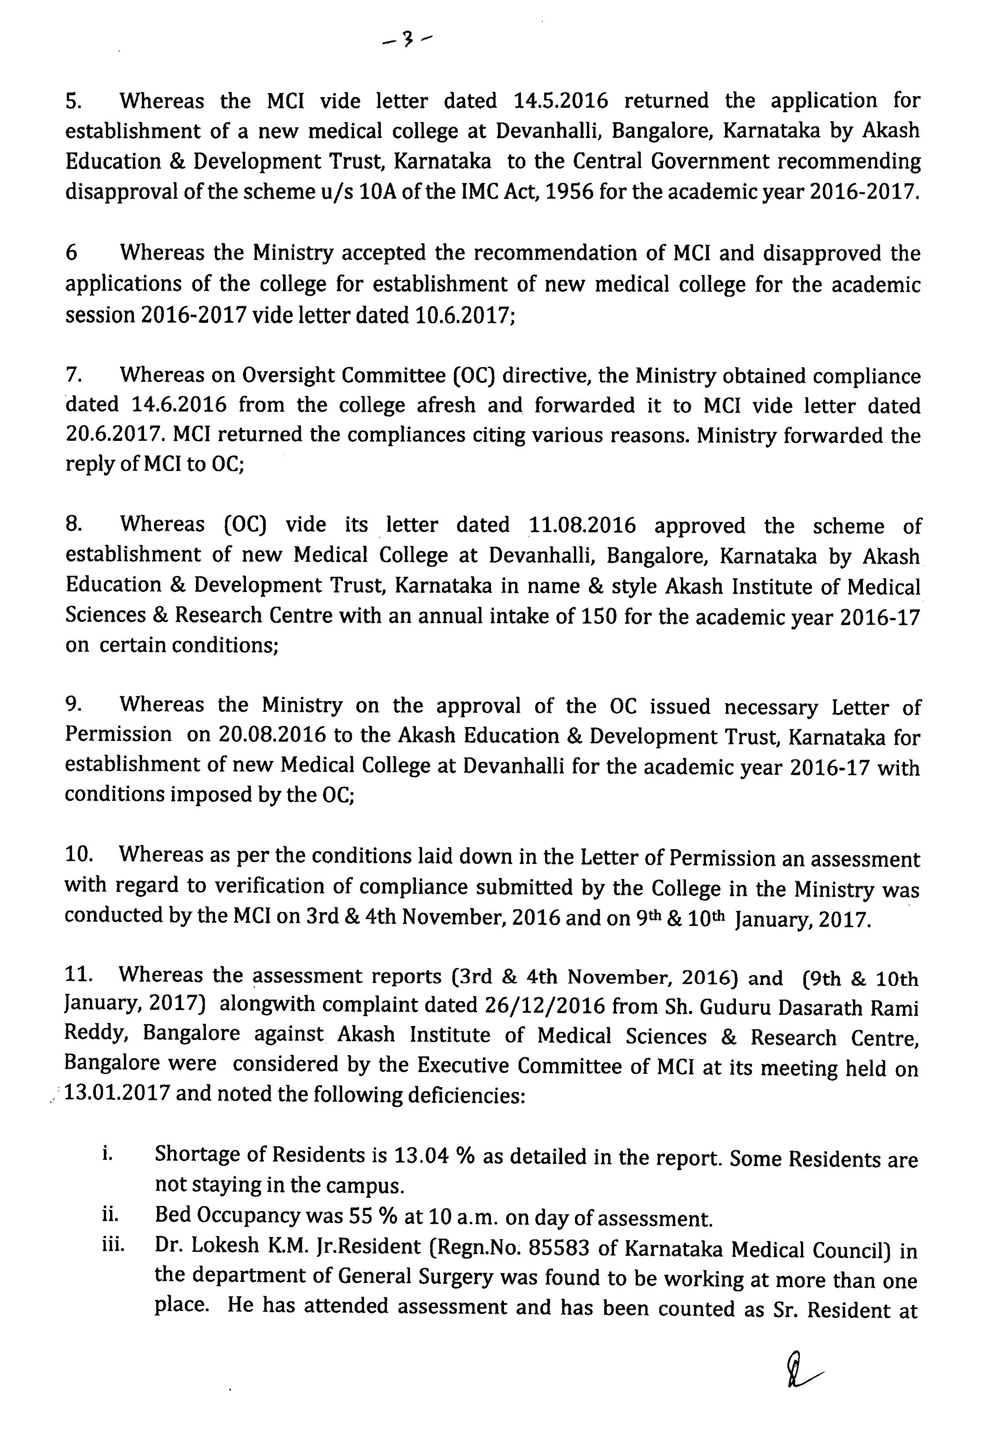 -3-
5. Whereas the MCI vide letter dated 14.5.2016 returned the application for
establishment of a new medical college at Devanhalli, Bangalore, Karnataka by Akash
Education & Development Trust, Karnataka to the Central Government recommending
disapproval of the scheme u/s 10A of the IMC Act, 1956 for the academic year 2016-2017.
6 Whereas the Ministry accepted the recommendation of MCI and disapproved the
applications of the college for establishment of new medical college for the academic
session 2016-2017 vide letter dated 10.6.2017;
7. Whereas on Oversight Committee (OC) directive, the Ministry obtained compliance
dated 14.6.2016 from the college afresh and forwarded it to MCI vide letter dated
20.6.2017. MCI returned the compliances citing various reasons. Ministry forwarded the
reply of MCI to OC;
8. Whereas (OC) vide its letter dated 11.08.2016 approved the scheme of
establishment of new Medical College at Devanhalli, Bangalore, Karnataka by Akash
Education & Development Trust, Karnataka in name & style Akash Institute of Medical
Sciences & Research Centre with an annual intake of 150 for the academic year 2016-17
on certain conditions;
9. Whereas the Ministry on the approval of the OC issued necessary Letter of
Permission on 20.08.2016 to the Akash Education & Development Trust, Karnataka for
establishment of new Medical College at Devanhalli for the academic year 2016-17 with
conditions imposed by the OC;
10. Whereas as per the conditions laid down in the Letter of Permission an assessment
with regard to verification of compliance submitted by the College in the Ministry was
conducted by the MCI on 3rd & 4th November, 2016 and on 9th & 10th January, 2017.
11. Whereas the assessment reports (3rd & 4th November, 2016) and (9th & 10th
January, 2017) alongwith complaint dated 26/12/2016 from Sh. Guduru Dasarath Rami
Reddy, Bangalore against Akash Institute of Medical Sciences & Research Centre,
Bangalore were considered by the Executive Committee of MCI at its meeting held on
13.01.2017 and noted the following deficiencies:
i. Shortage of Residents is 13.04 % as detailed in the report. Some Residents are
not staying in the campus.
ii. Bed Occupancy was 55 % at 10 a.m. on day of assessment.
iii. Dr. Lokesh K.M. Jr.Resident (Regn.No. 85583 of Karnataka Medical Council) in
the department of General Surgery was found to be working at more than one
place. He has attended assessment and has been counted as Sr. Resident at